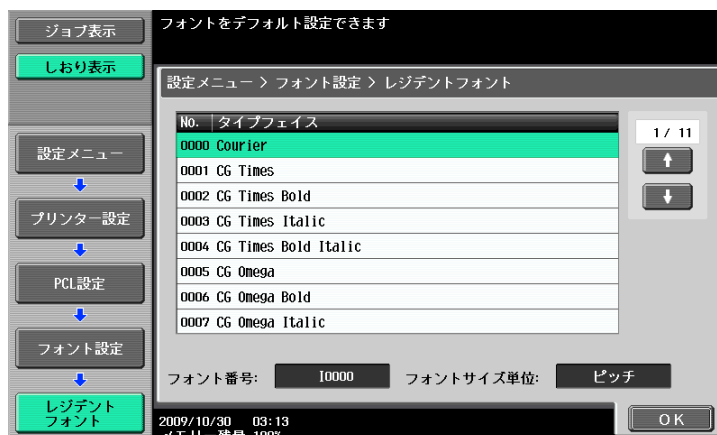 ジョブ表示
しおり表示
設定メニュー
プリンター設定
PCL設定
フォント設定
レジデント
フォント
フォントをデフォルト設定できます
設定メニュー > フォント設定 > レジデントフォント
No. タイプフェイス
0000 Courier
0001 CG Times
0002 CG Times Bold
0003 CG Times Italic
0004 CG Times Bold Italic
0005 CG Omega
0006 CG Omega Bold
0007 CG Omega Italic
1/ 11
フォント番号: I0000 フォントサイズ単位: ピッチ
2009/10/30 03:13
メモリー残量 100%
OK